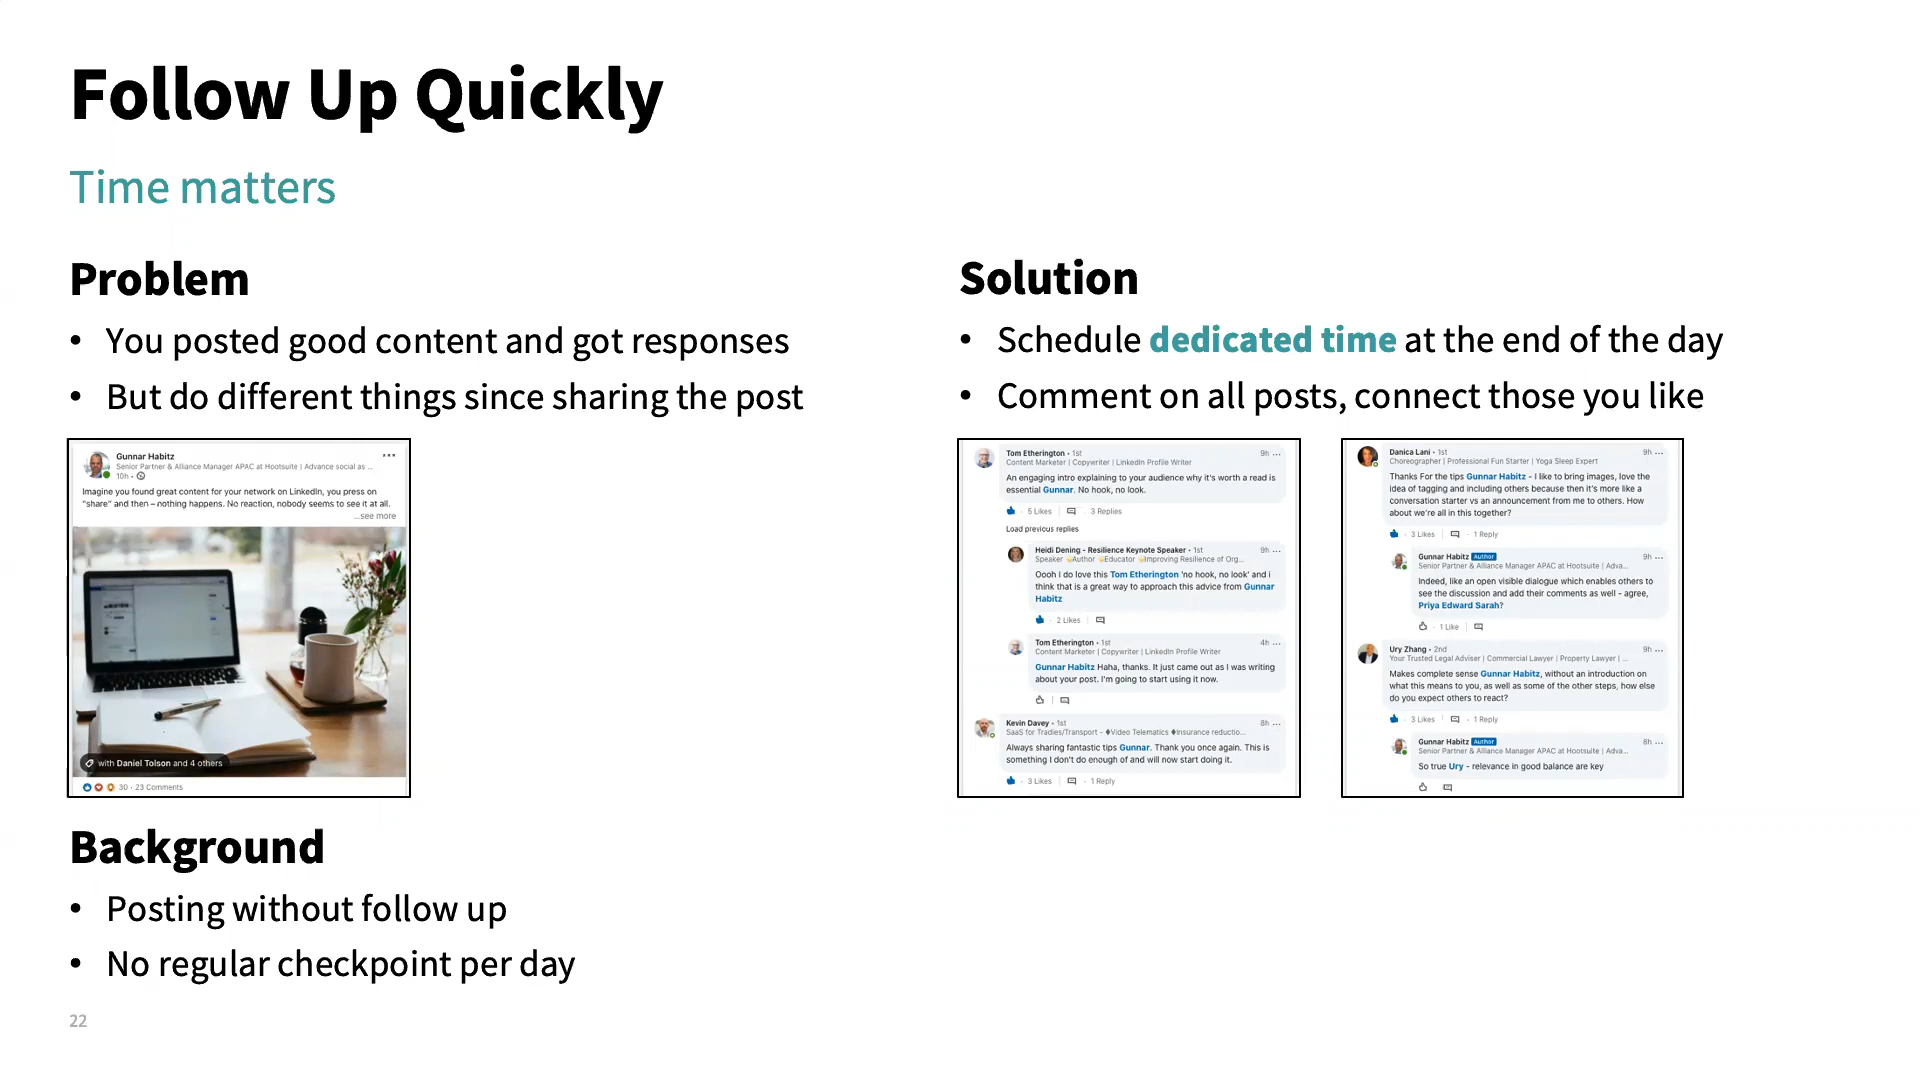 Follow Up Quickly
Time matters
Problem
• You posted good content and got responses
• But do different things since sharing the post
Gunnar Habitz
Senior Partner & Alliance Manager APAC at Hootsuite | Advance social as ...
10h •
Imagine you found great content for your network on LinkedIn, you press on
"share" and then – nothing happens. No reaction, nobody seems to see it at all.
...see more
with Daniel Tolson and 4 others
30 • 23 Comments
Background
• Posting without follow up
• No regular checkpoint per day
22
Solution
• Schedule dedicated time at the end of the day
• Comment on all posts, connect those you like
Tom Etherington • 1st
9h ...
Content Marketer | Copywriter | LinkedIn Profile Writer
An engaging intro explaining to your audience why it's worth a read is
essential Gunnar. No hook, no look.
5 Likes | 3 Replies
Load previous replies
Heidi Dening - Resilience Keynote Speaker • 1st
9h ...
Speaker Author Educator Improving Resilience of Org...
Oooh I do love this Tom Etherington 'no hook, no look' and i
think that is a great way to approach this advice from Gunnar
Habitz
2 Likes |
Tom Etherington • 1st
4h ...
Content Marketer | Copywriter | LinkedIn Profile Writer
Gunnar Habitz Haha, thanks. It just came out as I was writing
about your post. I'm going to start using it now.
Kevin Davey • 1st
8h ...
SaaS for Tradies/Transport - ♦Video Telematics ♦Insurance reductio...
Always sharing fantastic tips Gunnar. Thank you once again. This is
something I don't do enough of and will now start doing it.
3 Likes | 1 Reply
Danica Lani • 1st
9h ...
Choreographer | Professional Fun Starter | Yoga Sleep Expert
Thanks For the tips Gunnar Habitz - I like to bring images, love the
idea of tagging and including others because then it's more like a
conversation starter vs an announcement from me to others. How
about we're all in this together?
3 Likes | 1 Reply
Gunnar Habitz Author
9h ...
Senior Partner & Alliance Manager APAC at Hootsuite | Adva...
Indeed, like an open visible dialogue which enables others to
see the discussion and add their comments as well - agree,
Priya Edward Sarah?
1 Like |
Ury Zhang • 2nd
9h ...
Your Trusted Legal Adviser | Commercial Lawyer | Property Lawyer | ...
Makes complete sense Gunnar Habitz, without an introduction on
what this means to you, as well as some of the other steps, how else
do you expect others to react?
3 Likes | 1 Reply
Gunnar Habitz Author
8h ...
Senior Partner & Alliance Manager APAC at Hootsuite | Adva...
So true Ury - relevance in good balance are key